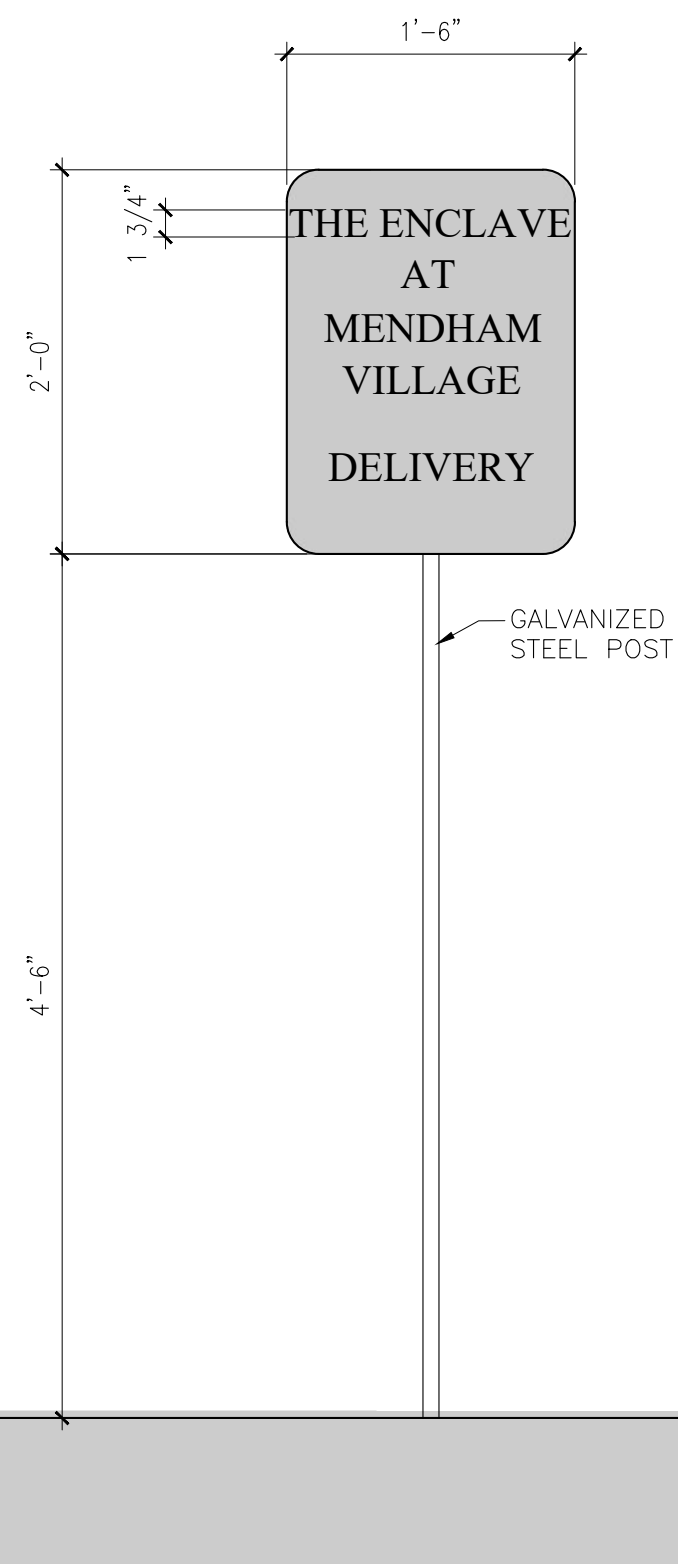 1'-6"
1 3/4"
THE ENCLAVE
AT
MENDHAM
VILLAGE
DELIVERY
2'-0"
GALVANIZED
STEEL POST
4'-6"